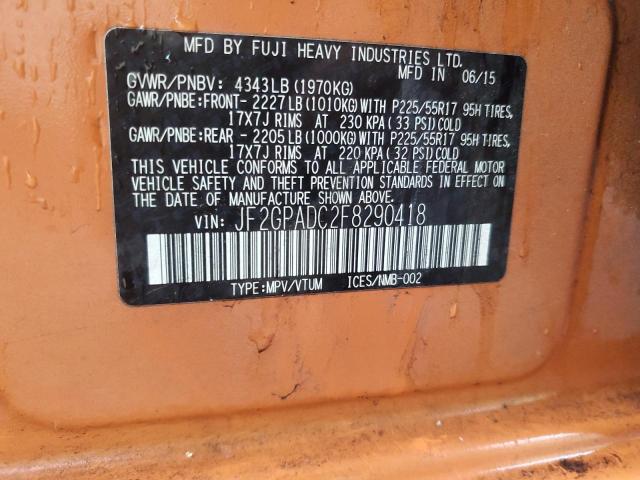 MFD BY FUJI HEAVY INDUSTRIES LTD.
MFD IN 06/15
GVWR/PNBV: 4343LB(1970KG)
GAWR/PNBE:FRONT- 2227LB(1010KG)WITH P225/55R17 95H TIRES,
17X7J RIMS AT 230 KPA(33 PSI)COLD
GAWR/PNBE:REAR - 2205LB(1000KG)WITH P225/55R17 95H TIRES,
17X7J RIMS AT 220 KPA(32 PSI)COLD
THIS VEHICLE CONFORMS TO ALL APPLICABLE FEDERAL MOTOR
VEHICLE SAFETY AND THEFT PREVENTION STANDARDS IN EFFECT ON
THE DATE OF MANUFACTURE SHOWN ABOVE.
VIN: JF2GPADC2F8290418
TYPE:MPV/VTUM ICES/NMB-002